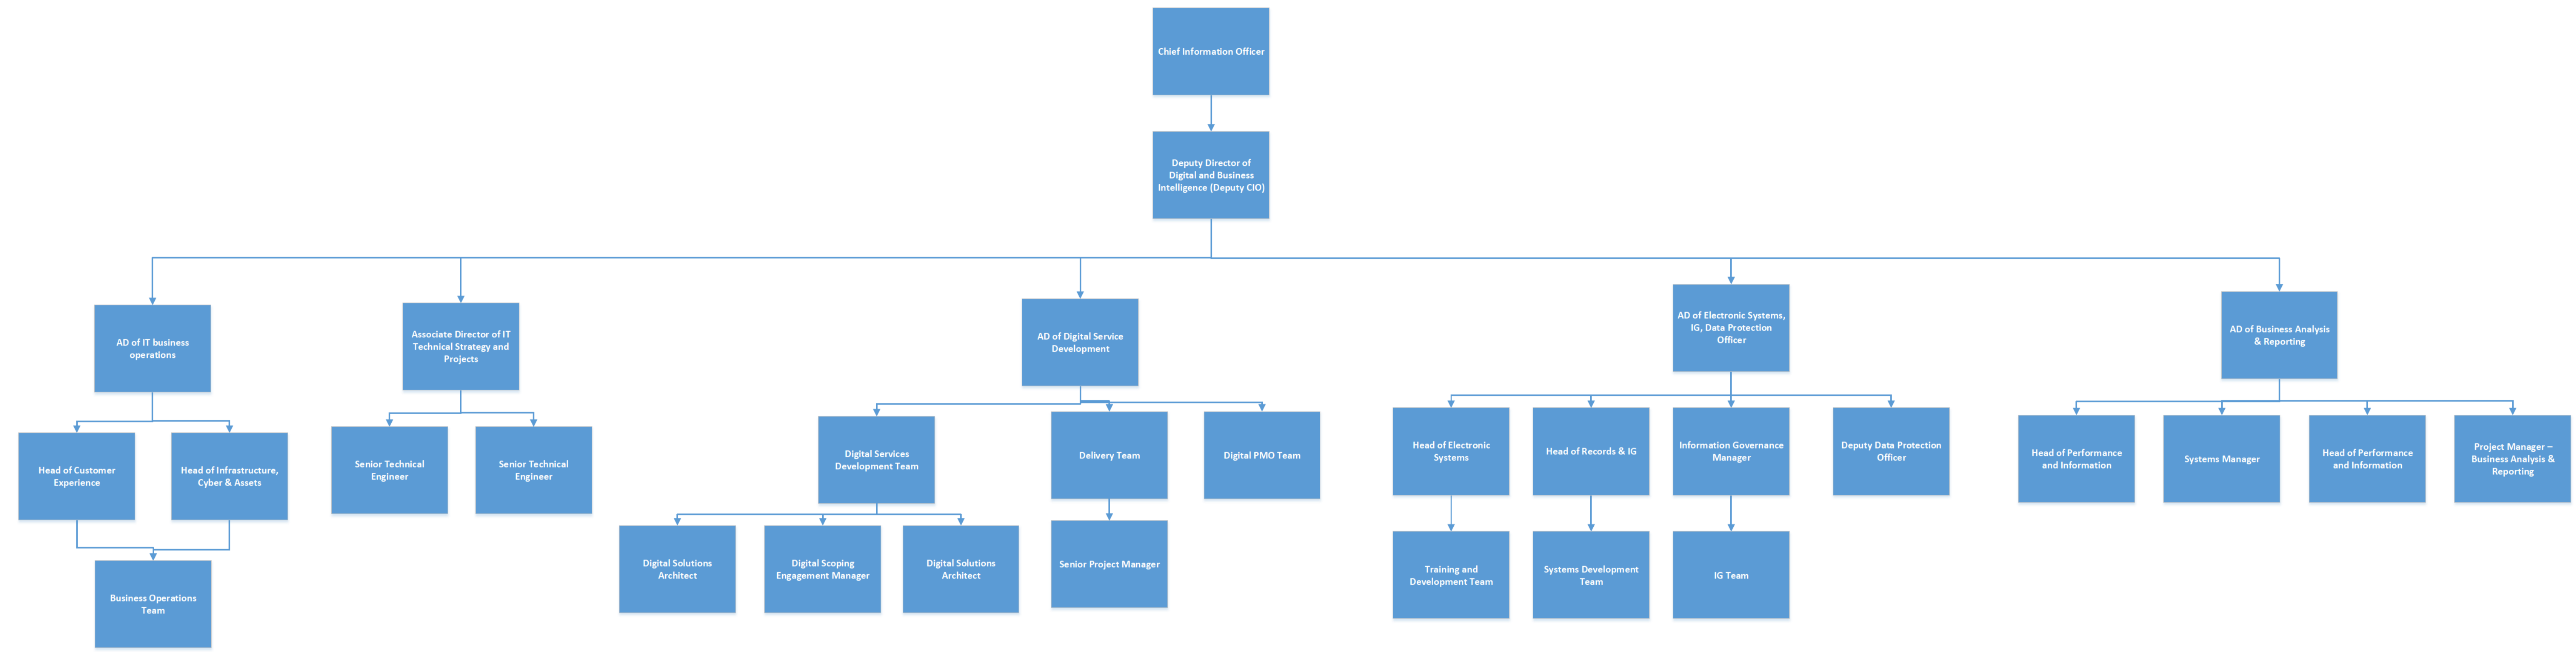 Chief Information Officer
Deputy Director of
Digital and Business
Intelligence (Deputy CIO)
AD of IT business
operations
Associate Director of IT
Technical Strategy and
Projects
AD of Digital Service
Development
AD of Electronic Systems,
IG, Data Protection
Officer
AD of Business Analysis
& Reporting
Head of Customer
Experience
Head of Infrastructure,
Cyber & Assets
Senior Technical
Engineer
Senior Technical
Engineer
Digital Services
Development Team
Delivery Team
Digital PMO Team
Head of Electronic
Systems
Head of Records & IG
Information Governance
Manager
Deputy Data Protection
Officer
Head of Performance
and Information
Systems Manager
Head of Performance
and Information
Project Manager –
Business Analysis &
Reporting
Business Operations
Team
Digital Solutions
Architect
Digital Scoping
Engagement Manager
Digital Solutions
Architect
Senior Project Manager
Training and
Development Team
Systems Development
Team
IG Team